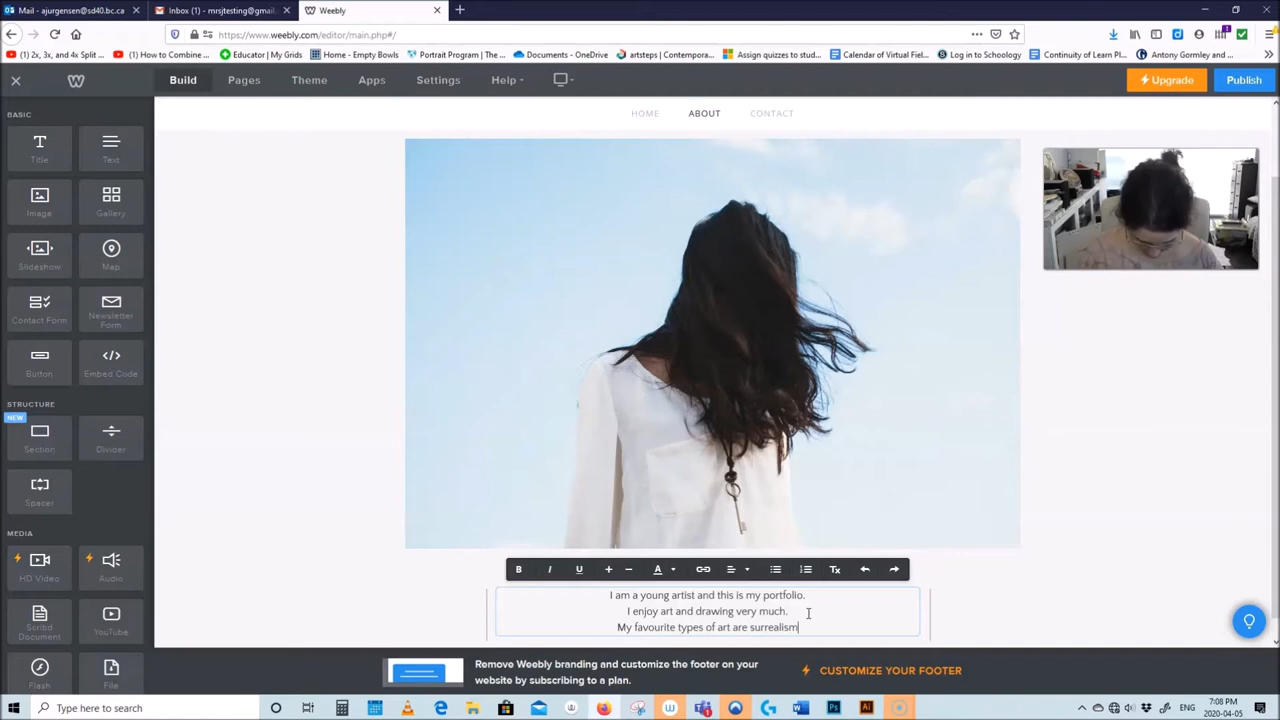 Mail - ajurgensen@sd40.bc.ca
Inbox (1) - mrsjtesting@gmail.
Weebly
https://www.weebly.com/editor/main.php#/
(1) 2x, 3x, and 4x Split ...
(1) How to Combine ...
Educator | My Grids
Home - Empty Bowls
Portrait Program | The ...
Documents - OneDrive
artsteps | Contempora...
Assign quizzes to stud...
Calendar of Virtual Fiel...
Log in to Schoology
Continuity of Learning
Antony Gormley and ...
Build
Pages
Theme
Apps
Settings
Help
Upgrade
Publish
HOME
ABOUT
CONTACT
BASIC
Title
Text
Image
Gallery
Slideshow
Map
Contact Form
Newsletter
Form
Button
Embed Code
STRUCTURE
NEW
Section
Divider
Spacer
MEDIA
HD Video
Audio
Scribd
Document
YouTube
Flash
File
B I U + − A Tx
I am a young artist and this is my portfolio.
I enjoy art and drawing very much.
My favourite types of art are surrealism
Remove Weebly branding and customize the footer on your
website by subscribing to a plan.
CUSTOMIZE YOUR FOOTER
Type here to search
ENG
7:08 PM
2020-04-05